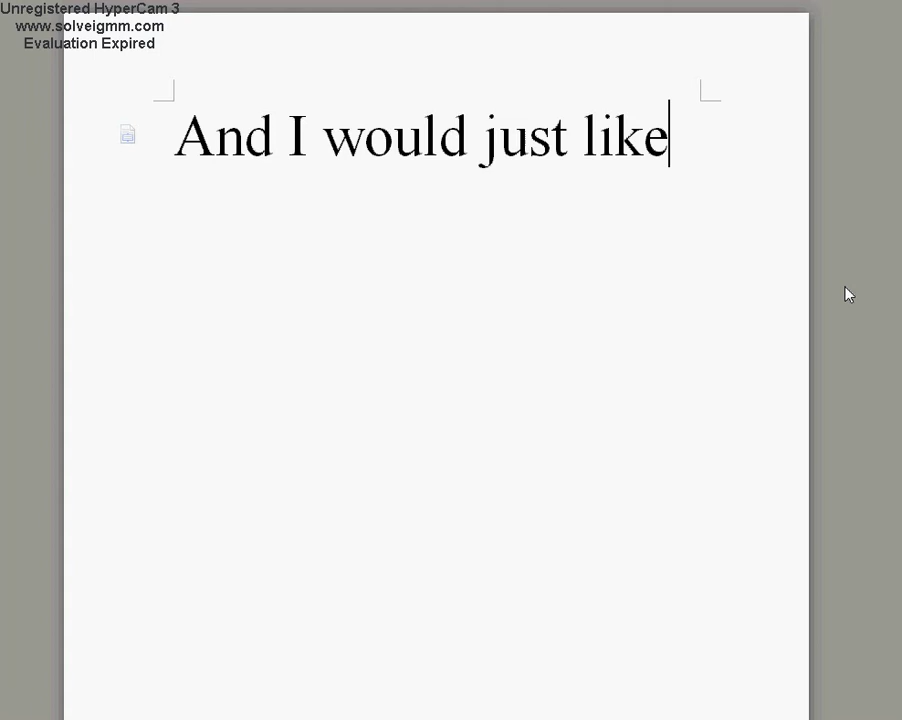 Unregistered HyperCam 3
www.solveigmm.com
Evaluation Expired
And I would just like